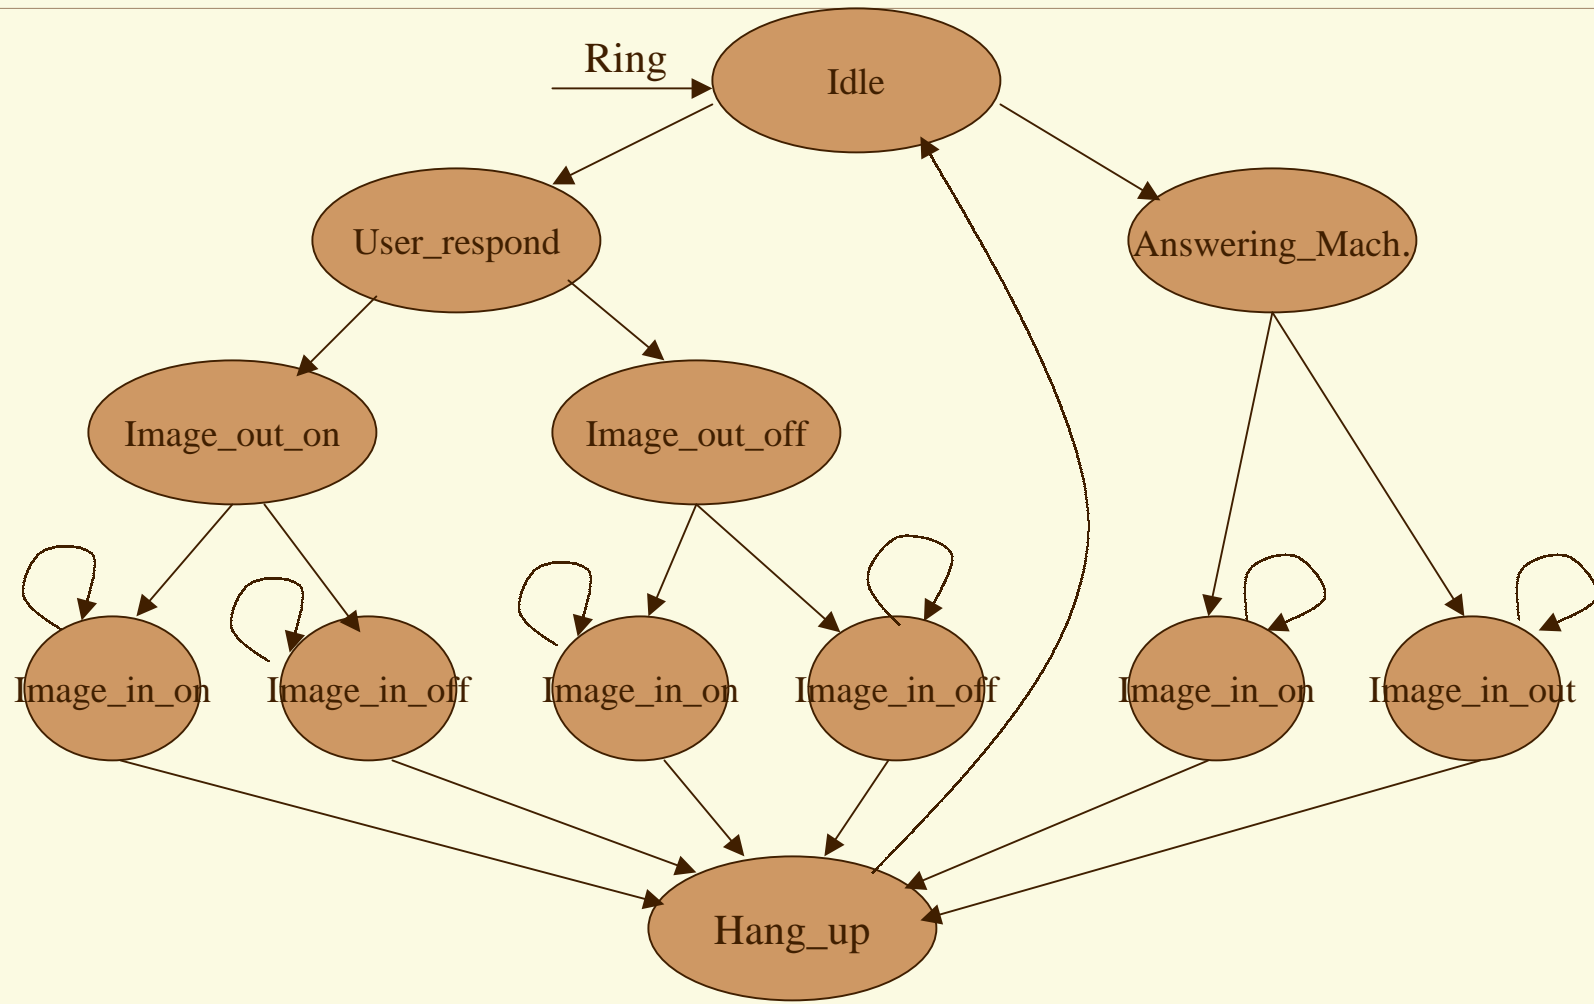 Ring
Idle
User_respond
Answering_Mach.
Image_out_on
Image_out_off
Image_in_on
Image_in_off
Image_in_on
Image_in_off
Image_in_on
Image_in_out
Hang_up